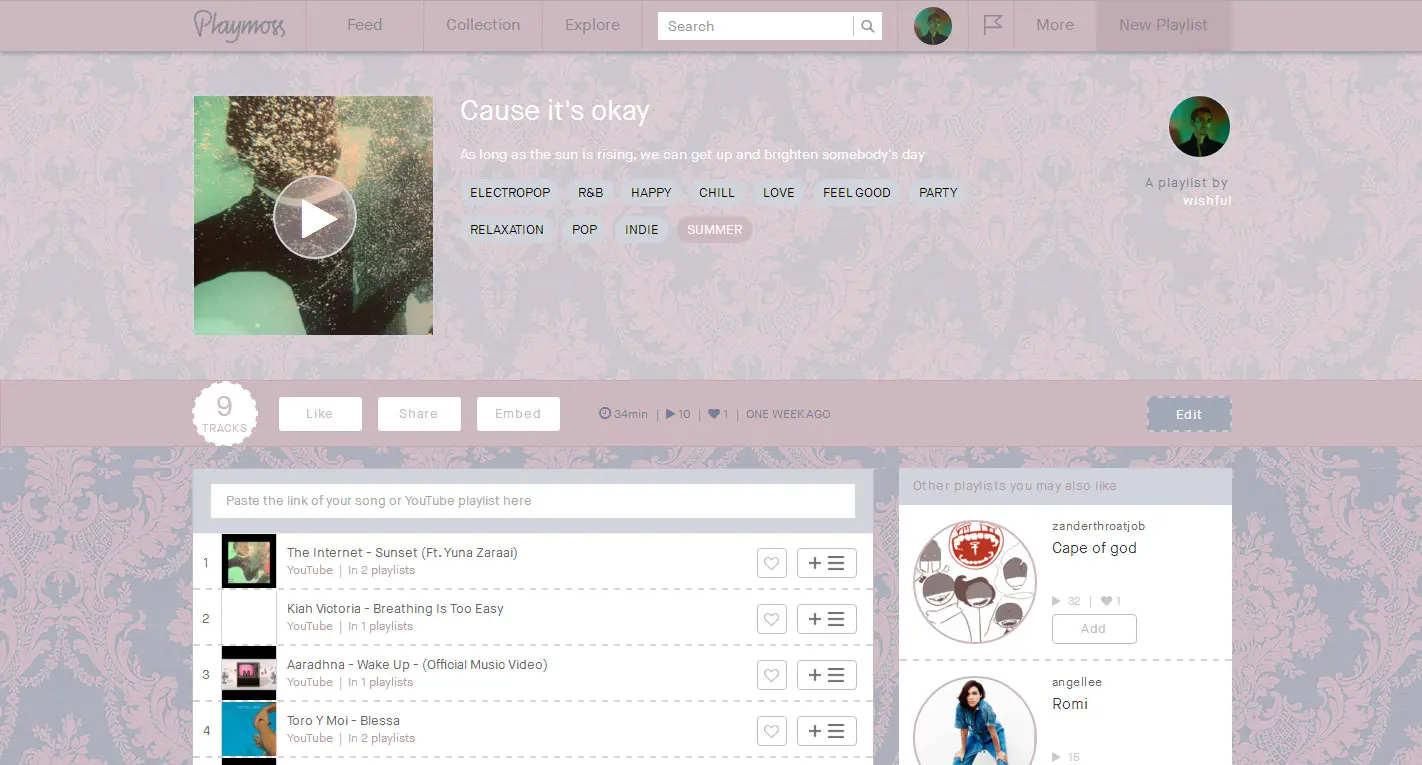 Playmoss
Feed
Collection
Explore
Search
More
New Playlist
Cause it's okay
As long as the sun is rising, we can get up and brighten somebody's day
ELECTROPOP R&B HAPPY CHILL LOVE FEEL GOOD PARTY
RELAXATION POP INDIE SUMMER
A playlist by
wishful
9
TRACKS
Like
Share
Embed
34min | 10 | 1 | ONE WEEK AGO
Edit
Paste the link of your song or YouTube playlist here
1
The Internet - Sunset (Ft. Yuna Zaraai)
YouTube | In 2 playlists
2
Kiah Victoria - Breathing Is Too Easy
YouTube | In 1 playlists
3
Aaradhna - Wake Up - (Official Music Video)
YouTube | In 1 playlists
4
Toro Y Moi - Blessa
YouTube | In 2 playlists
Other playlists you may also like
zanderthroatjob
Cape of god
32 | 1
Add
angellee
Romi
15